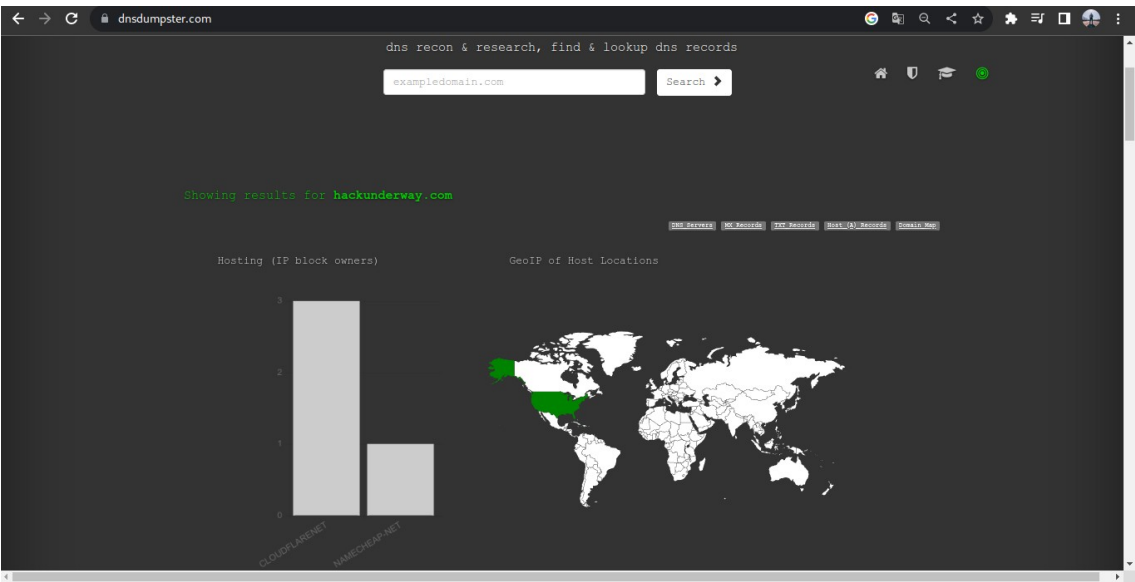 dnsdumpster.com
dns recon & research, find & lookup dns records
exampledomain.com
Search
Showing results for hackunderway.com
DNS Servers MX Records TXT Records Host (A) Records Domain Map
Hosting (IP block owners)
GeoIP of Host Locations
3
2
1
0
CLOUDFLARENET
NAMECHEAP-NET